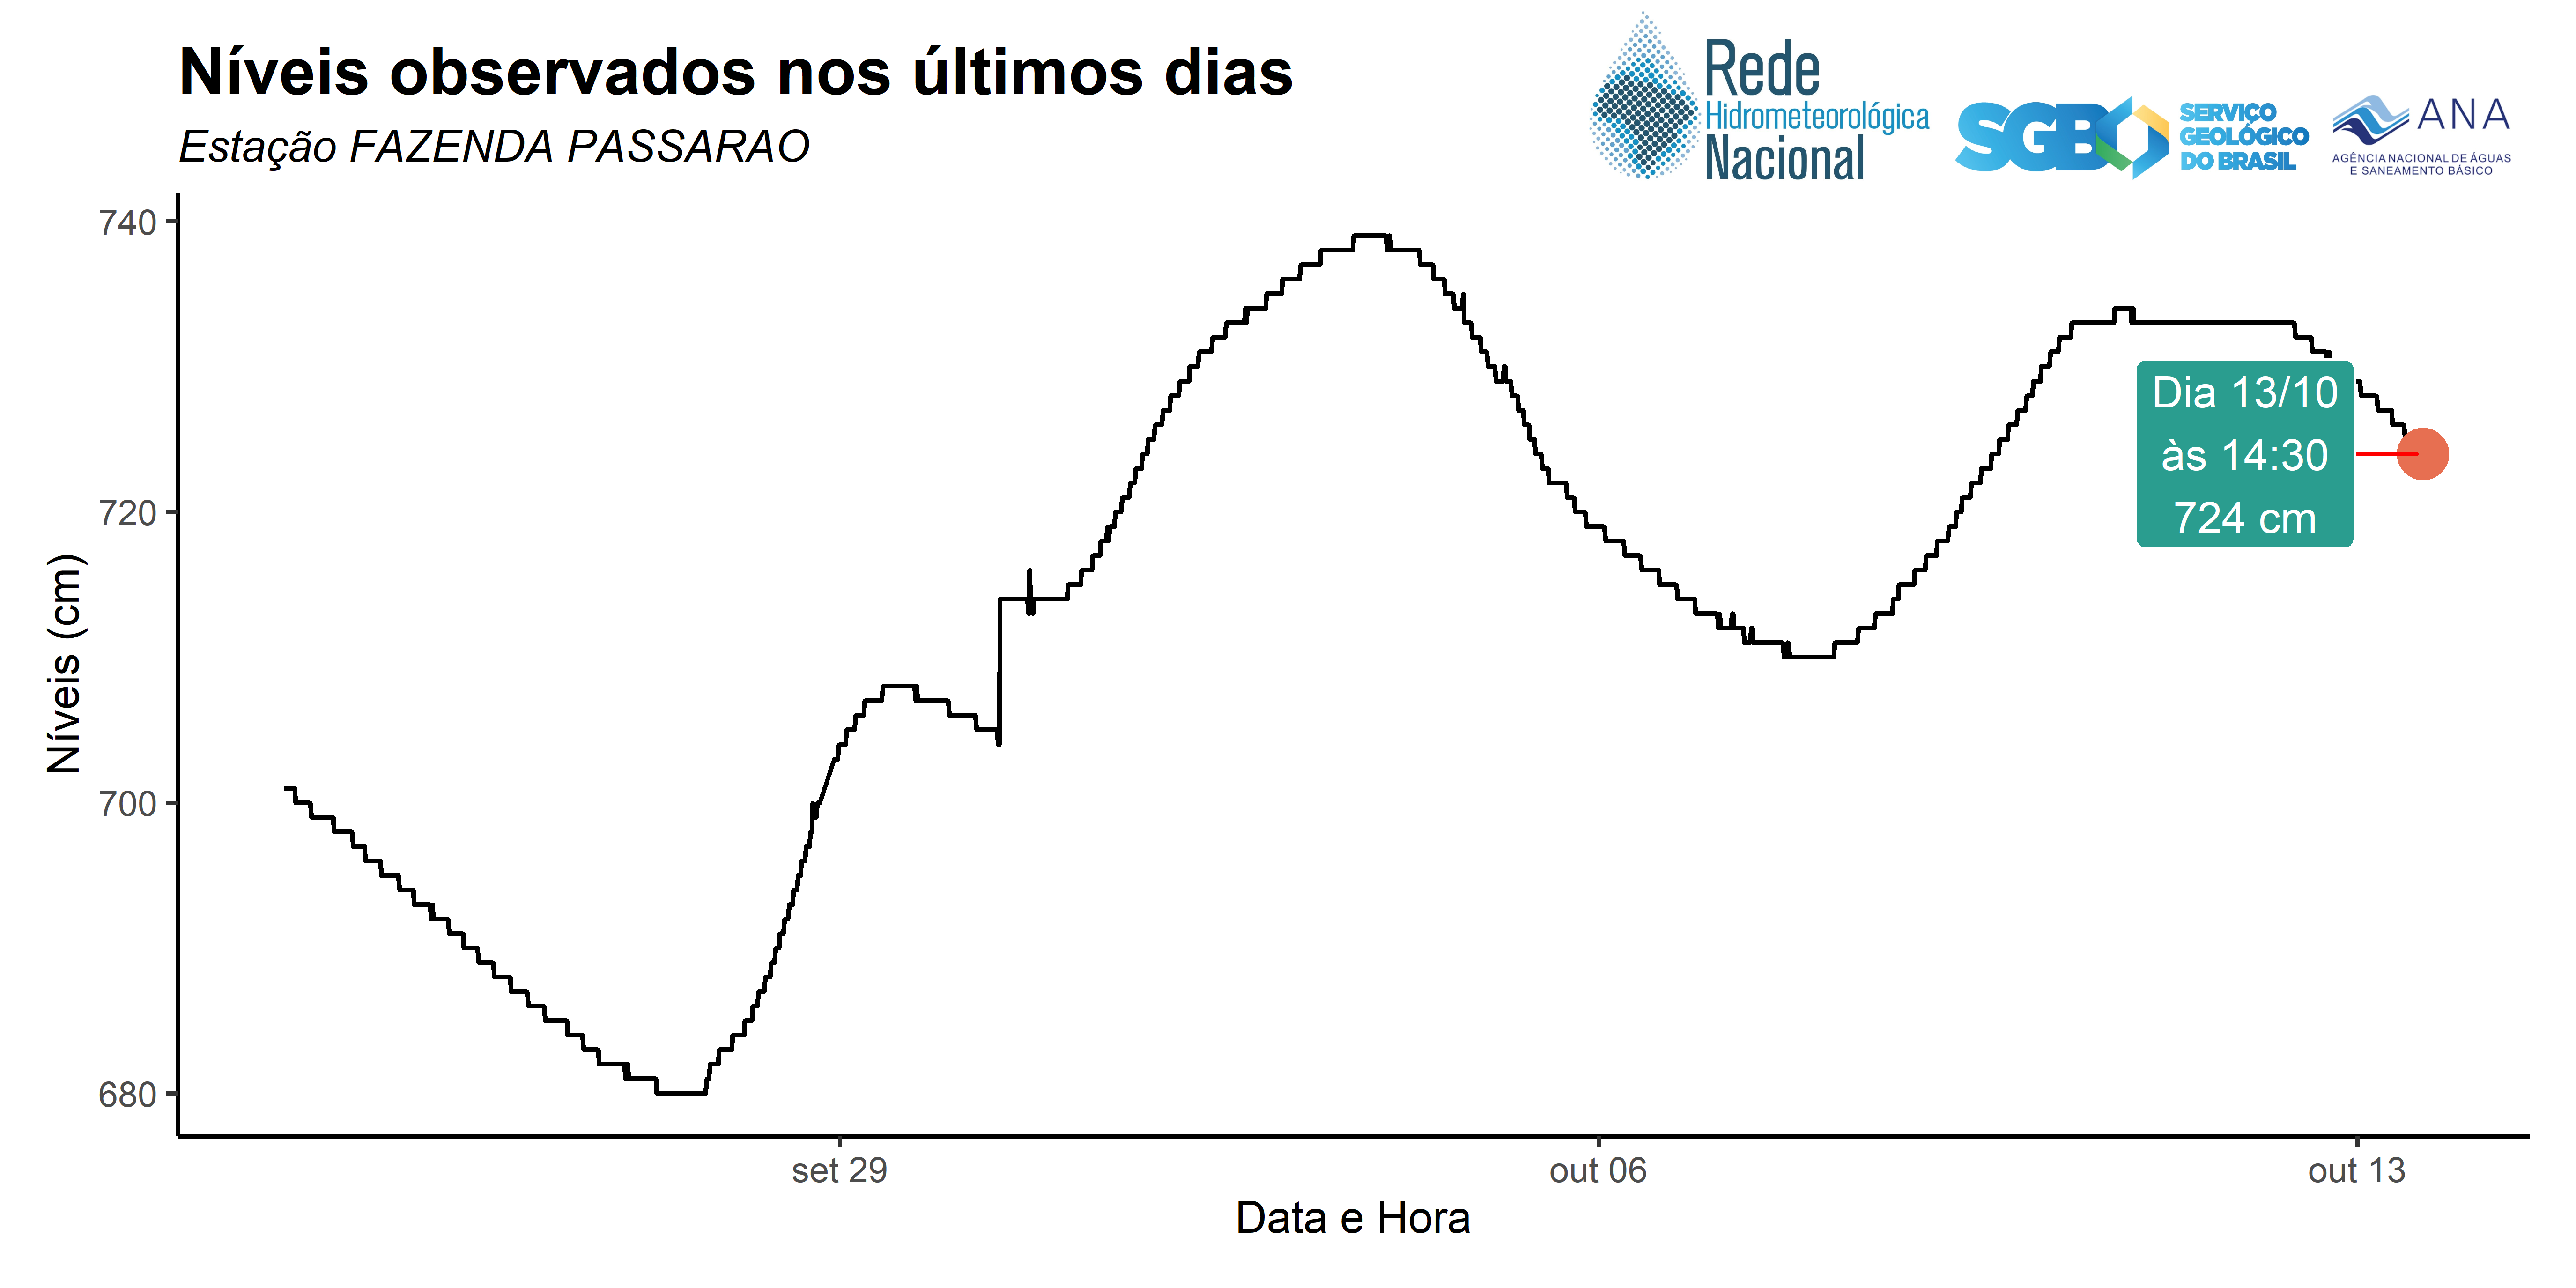 Níveis observados nos últimos dias
Estação FAZENDA PASSARAO
Rede
Hidrometeorológica
Nacional
SGB
SERVIÇO
GEOLÓGICO
DO BRASIL
ANA
AGÊNCIA NACIONAL DE ÁGUAS
E SANEAMENTO BÁSICO
740
720
700
680
Níveis (cm)
Dia 13/10
às 14:30
724 cm
set 29
out 06
out 13
Data e Hora